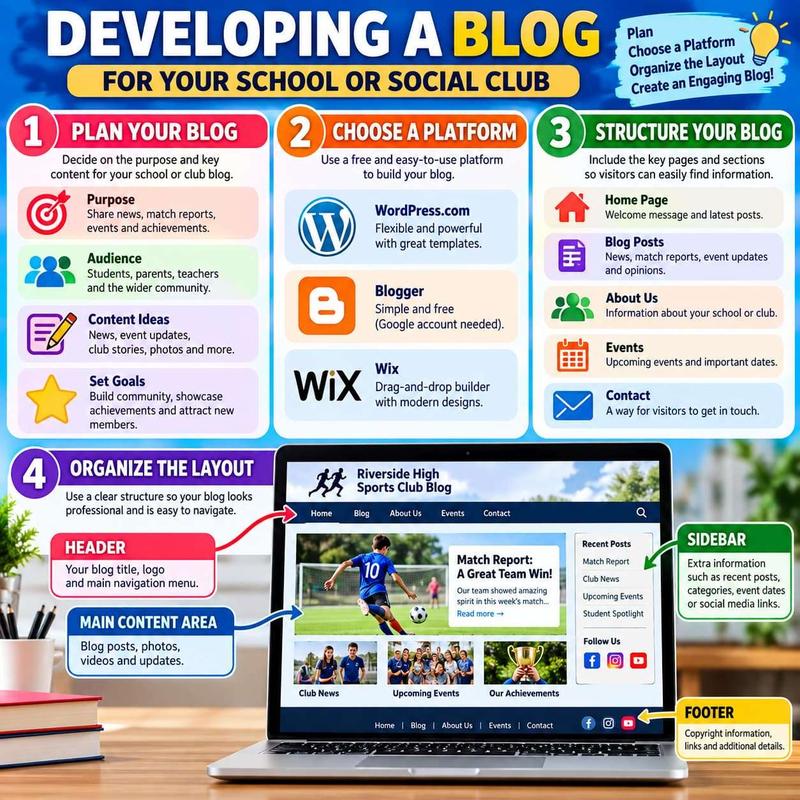 DEVELOPING A BLOG
FOR YOUR SCHOOL OR SOCIAL CLUB
Plan
Choose a Platform
Organize the Layout
Create an Engaging Blog!
1 PLAN YOUR BLOG
Decide on the purpose and key
content for your school or club blog.
Purpose
Share news, match reports,
events and achievements.
Audience
Students, parents, teachers
and the wider community.
Content Ideas
News, event updates,
club stories, photos and more.
Set Goals
Build community, showcase
achievements and attract new
members.
2 CHOOSE A PLATFORM
Use a free and easy-to-use platform
to build your blog.
WordPress.com
Flexible and powerful
with great templates.
Blogger
Simple and free
(Google account needed).
WiX
Wix
Drag-and-drop builder
with modern designs.
3 STRUCTURE YOUR BLOG
Include the key pages and sections
so visitors can easily find information.
Home Page
Welcome message and latest posts.
Blog Posts
News, match reports, event updates
and opinions.
About Us
Information about your school or club.
Events
Upcoming events and important dates.
Contact
A way for visitors to get in touch.
4 ORGANIZE THE LAYOUT
Use a clear structure so your blog looks
professional and is easy to navigate.
HEADER
Your blog title, logo
and main navigation menu.
MAIN CONTENT AREA
Blog posts, photos,
videos and updates.
Riverside High
Sports Club Blog
Home Blog About Us Events Contact
10
Match Report:
A Great Team Win!
Our team showed amazing
spirit in this week's match...
Read more →
Recent Posts
Match Report
Club News
Upcoming Events
Student Spotlight
Follow Us
Club News
Upcoming Events
Our Achievements
Home | Blog | About Us | Events | Contact
SIDEBAR
Extra information
such as recent posts,
categories, event dates
or social media links.
FOOTER
Copyright information,
links and additional details.